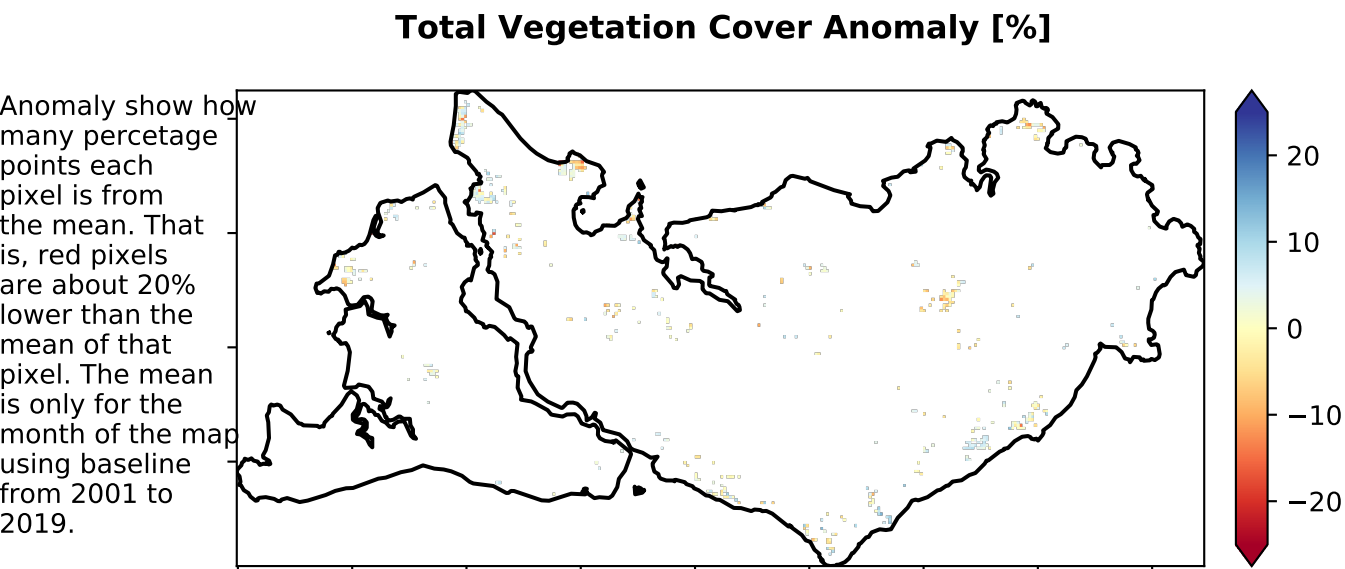 Total Vegetation Cover Anomaly [%]
Anomaly show how
many percetage
points each
pixel is from
the mean. That
is, red pixels
are about 20%
lower than the
mean of that
pixel. The mean
is only for the
month of the map
using baseline
from 2001 to
2019.
20
10
0
−10
−20